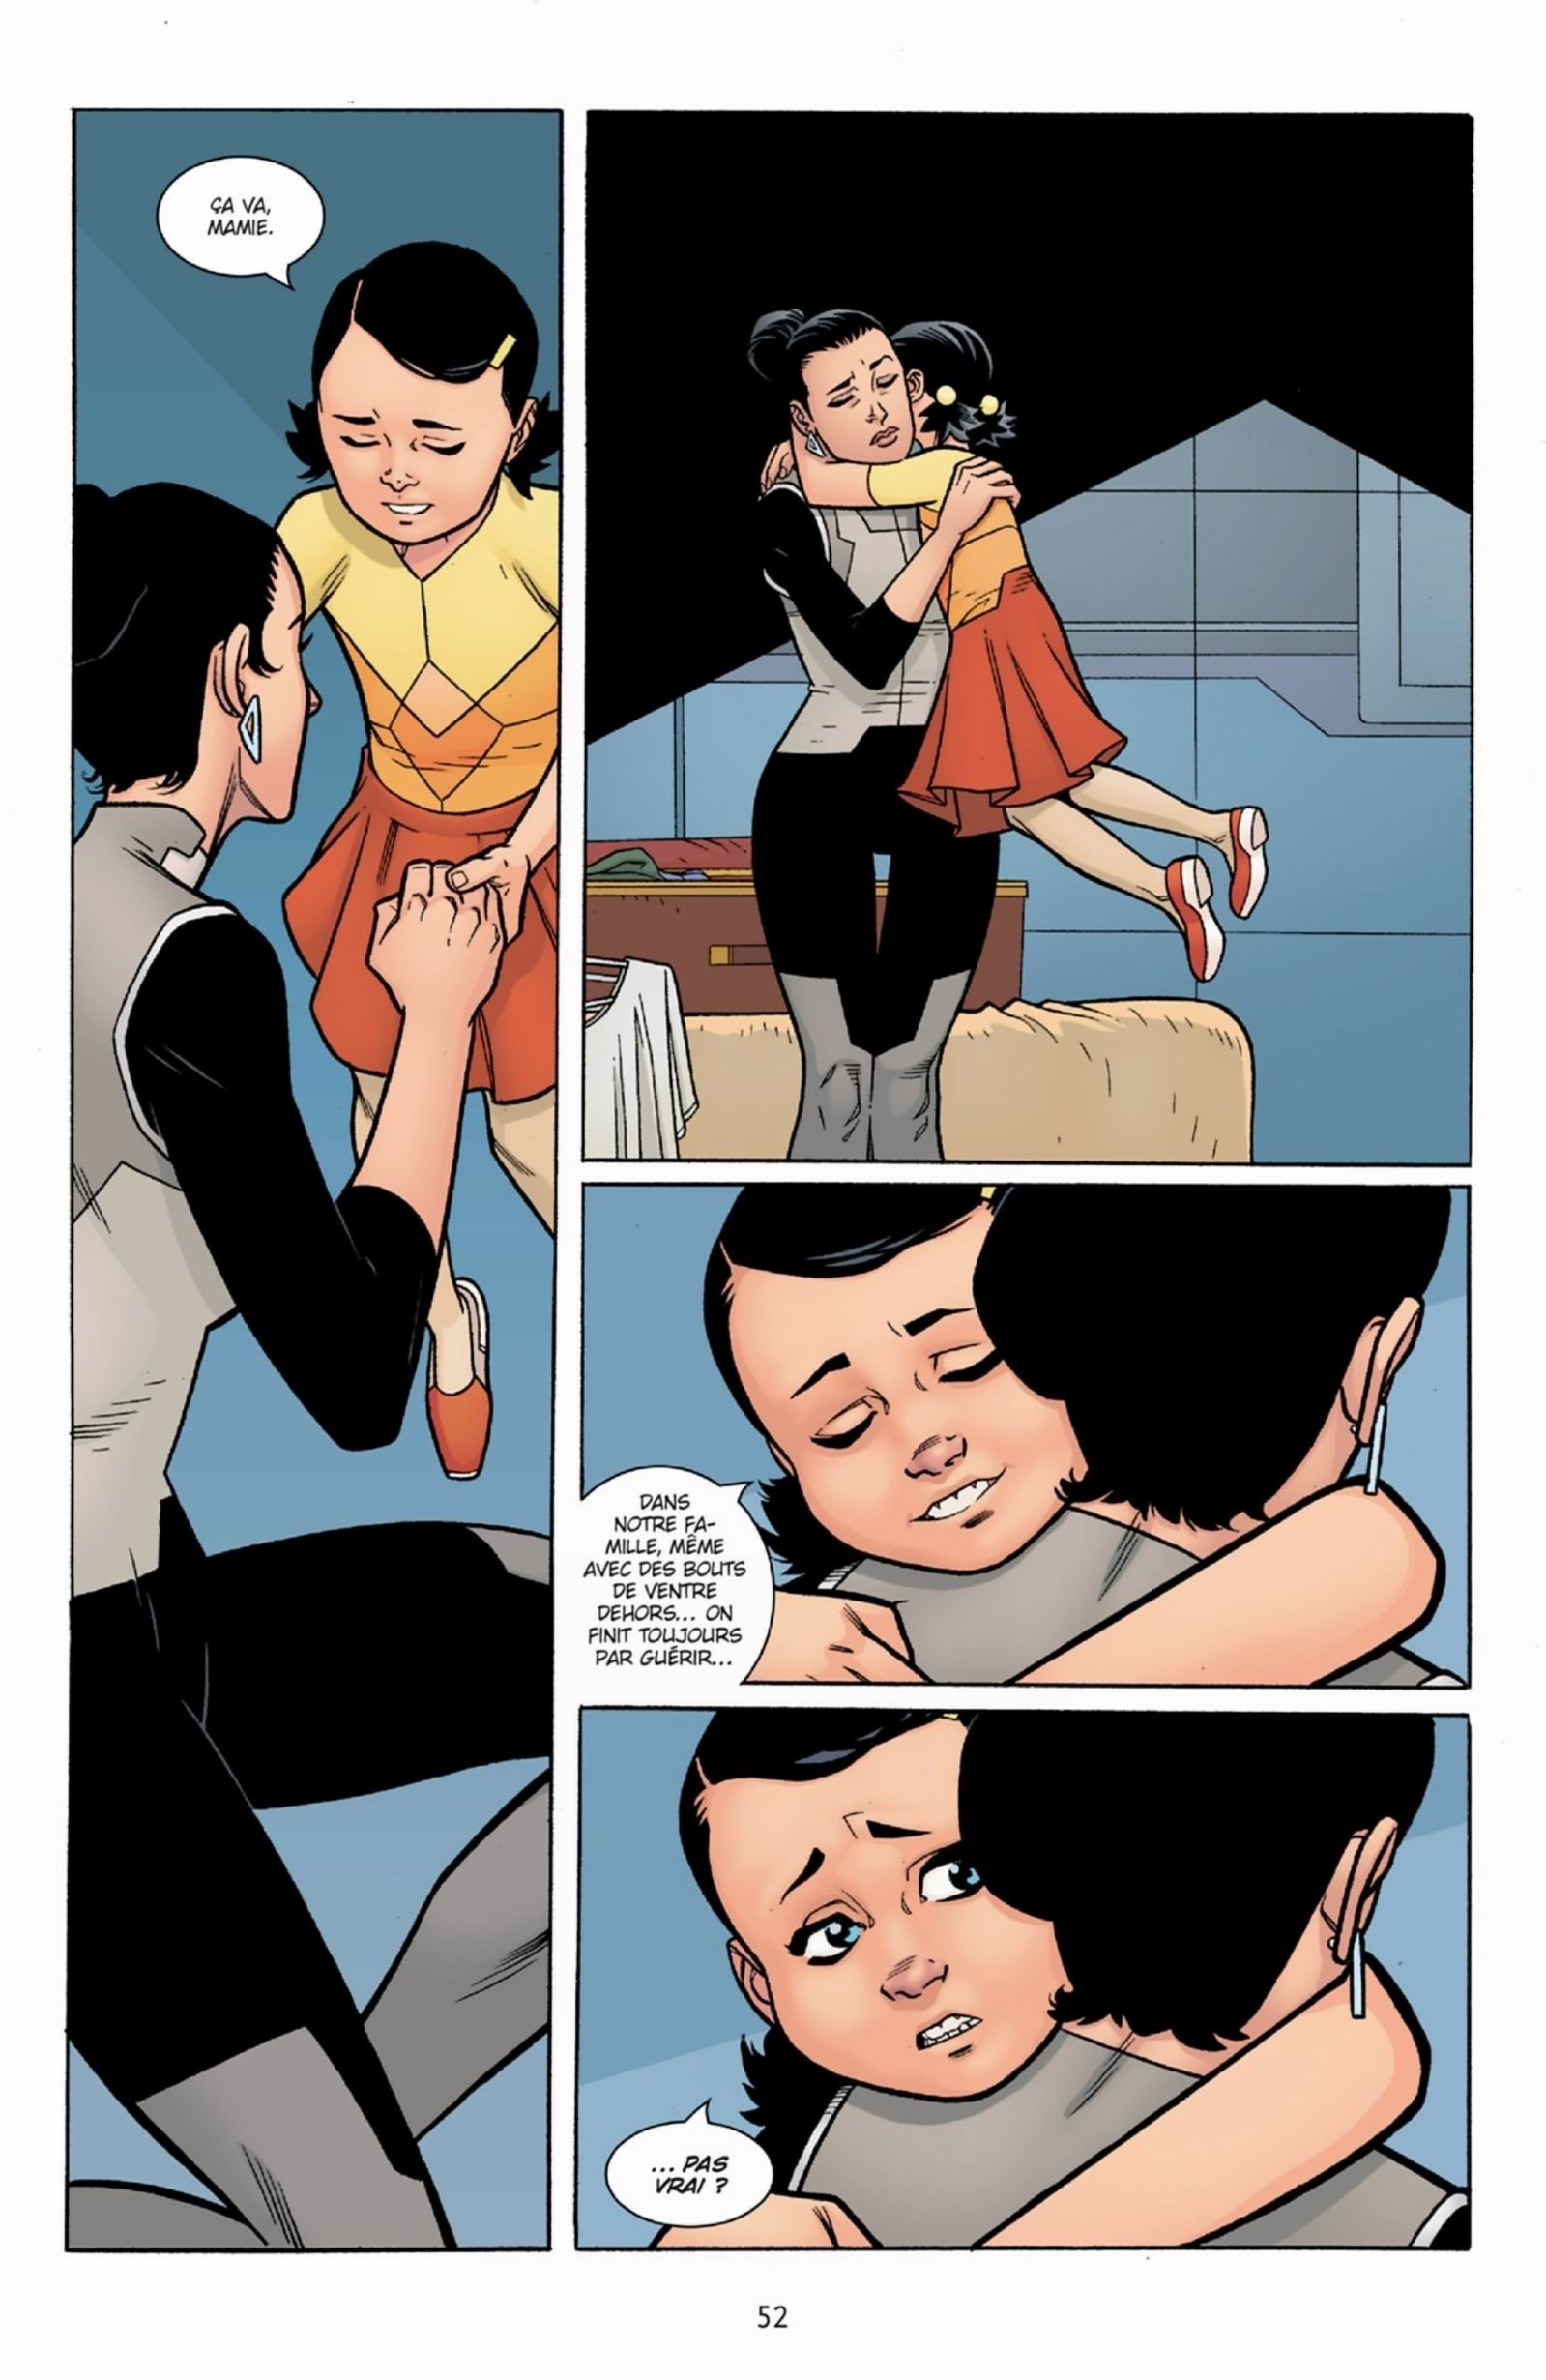 ÇA VA,
MAMIE.
DANS
NOTRE FA-
MILLE, MÊME
AVEC DES BOUTS
DE VENTRE
DEHORS... ON
FINIT TOUJOURS
PAR GUÉRIR...
... PAS
VRAI ?
52